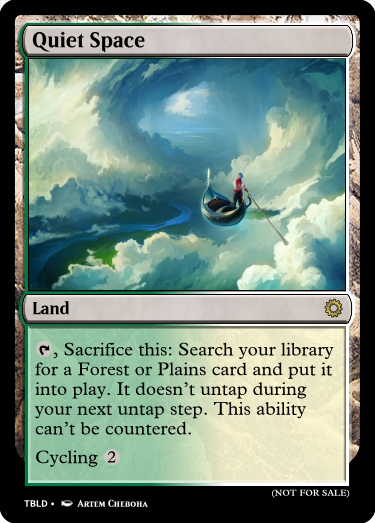 Quiet Space
Land
, Sacrifice this: Search your library
for a Forest or Plains card and put it
into play. It doesn't untap during
your next untap step. This ability
can't be countered.
Cycling 2
(NOT FOR SALE)
TBLD • Artem Cheboha